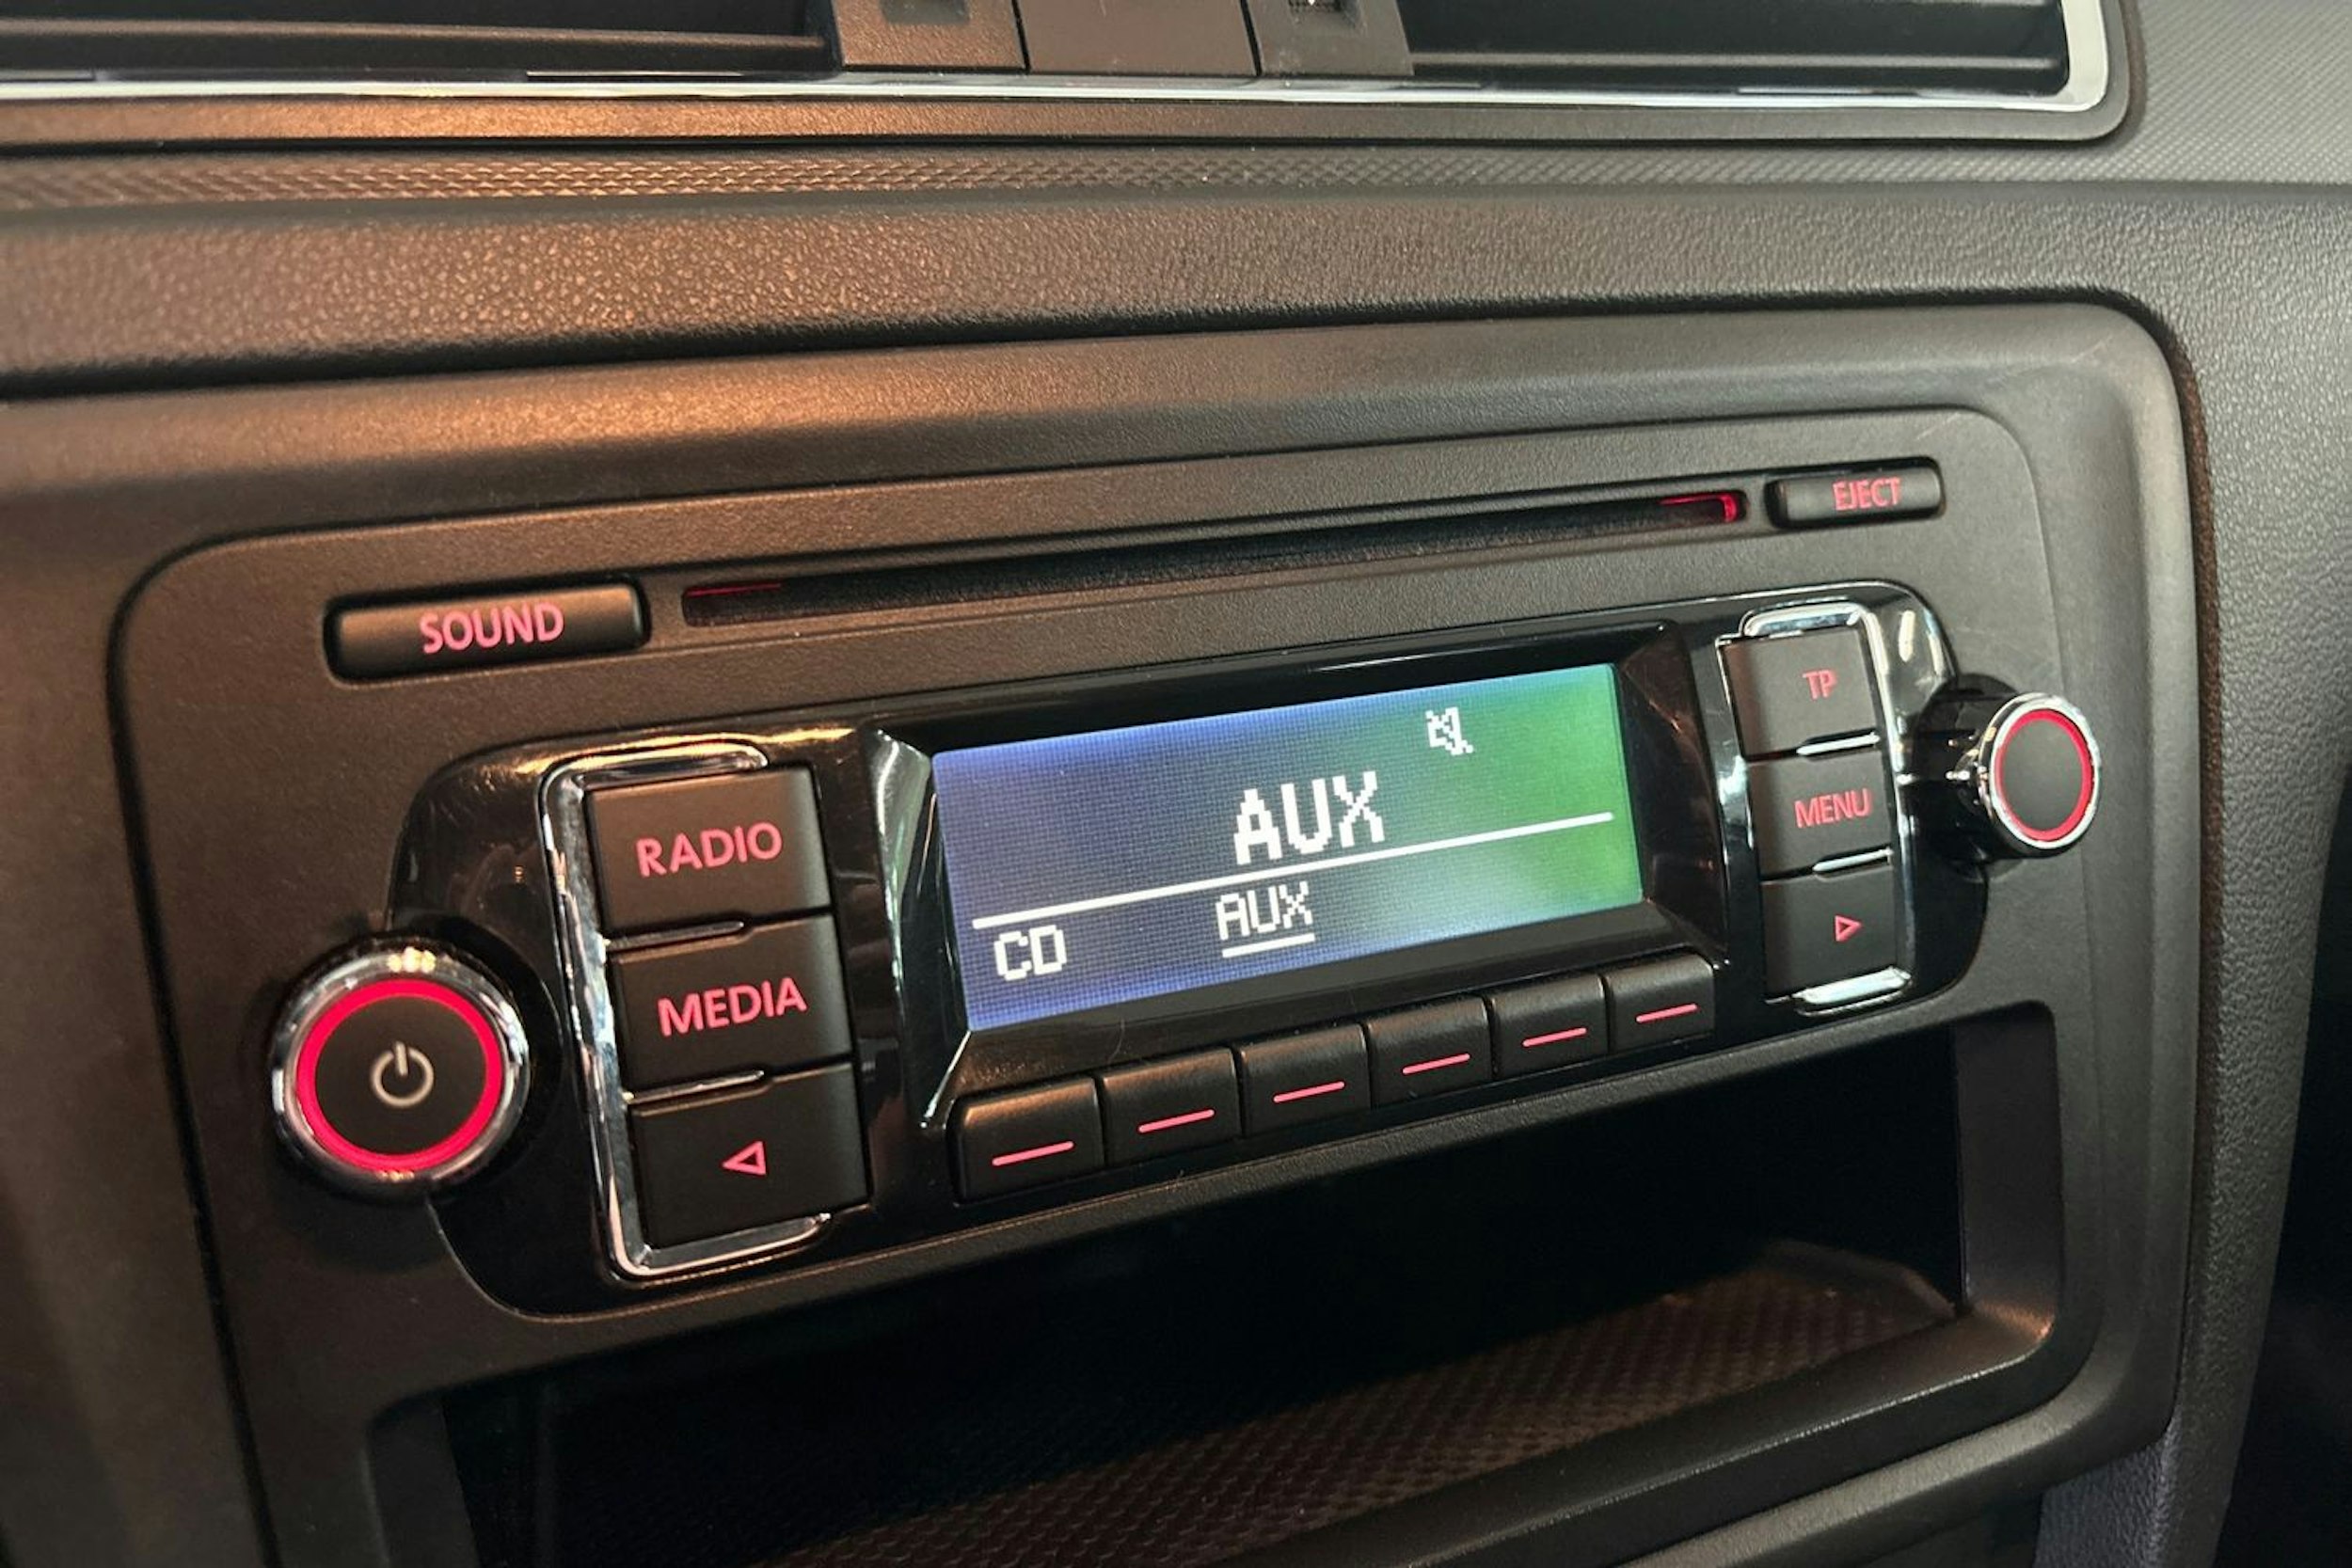 EJECT
SOUND
TP
AUX
RADIO
MENU
CD AUX
MEDIA